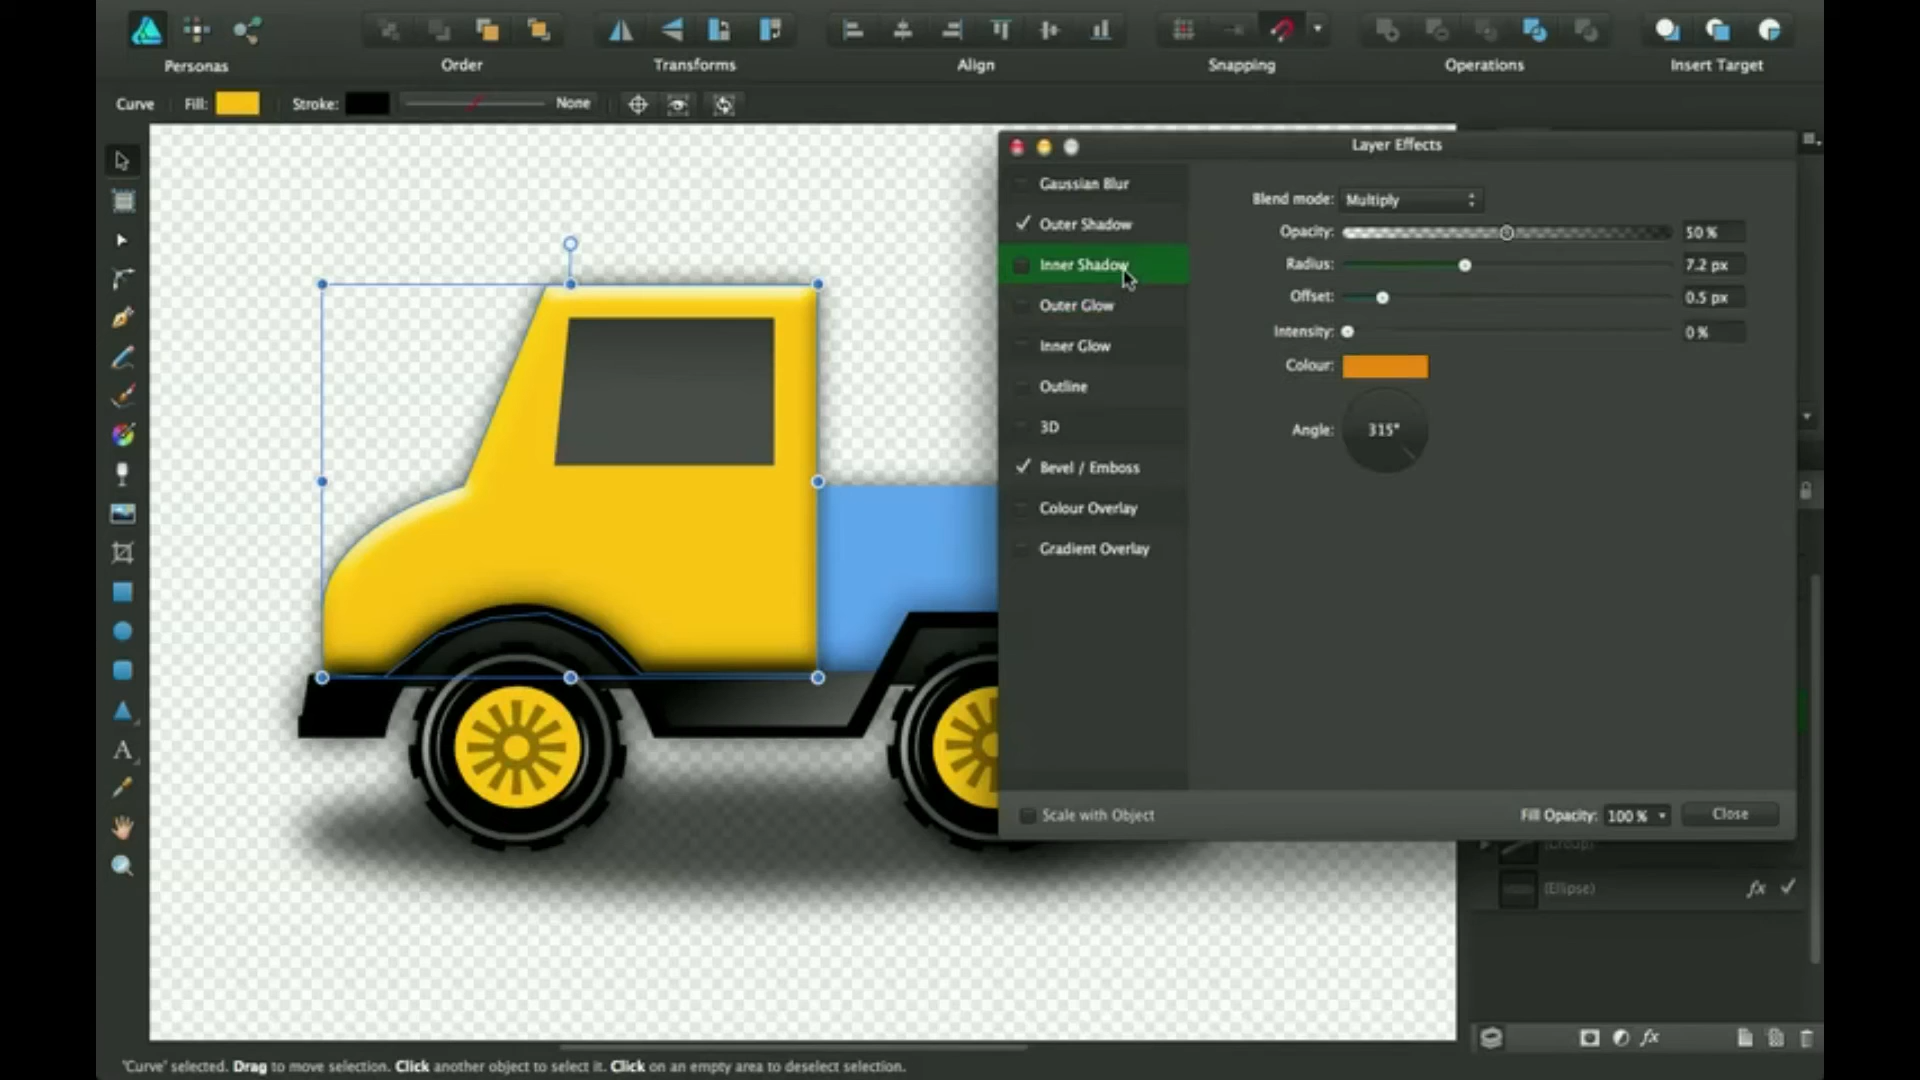 Personas
Order
Transforms
Align
Snapping
Operations
Insert Target
Curve
Fill:
Stroke:
None
Layer Effects
Gaussian Blur
Outer Shadow
Inner Shadow
Outer Glow
Inner Glow
Outline
3D
Bevel / Emboss
Colour Overlay
Gradient Overlay
Blend mode: Multiply
Opacity: 50 %
Radius: 7.2 px
Offset: 0.5 px
Intensity: 0 %
Colour:
Angle: 315°
A
Scale with Object
Fill Opacity: 100 %
Close
(Group)
(Ellipse) fx
fx
'Curve' selected. Drag to move selection. Click another object to select it. Click on an empty area to deselect selection.